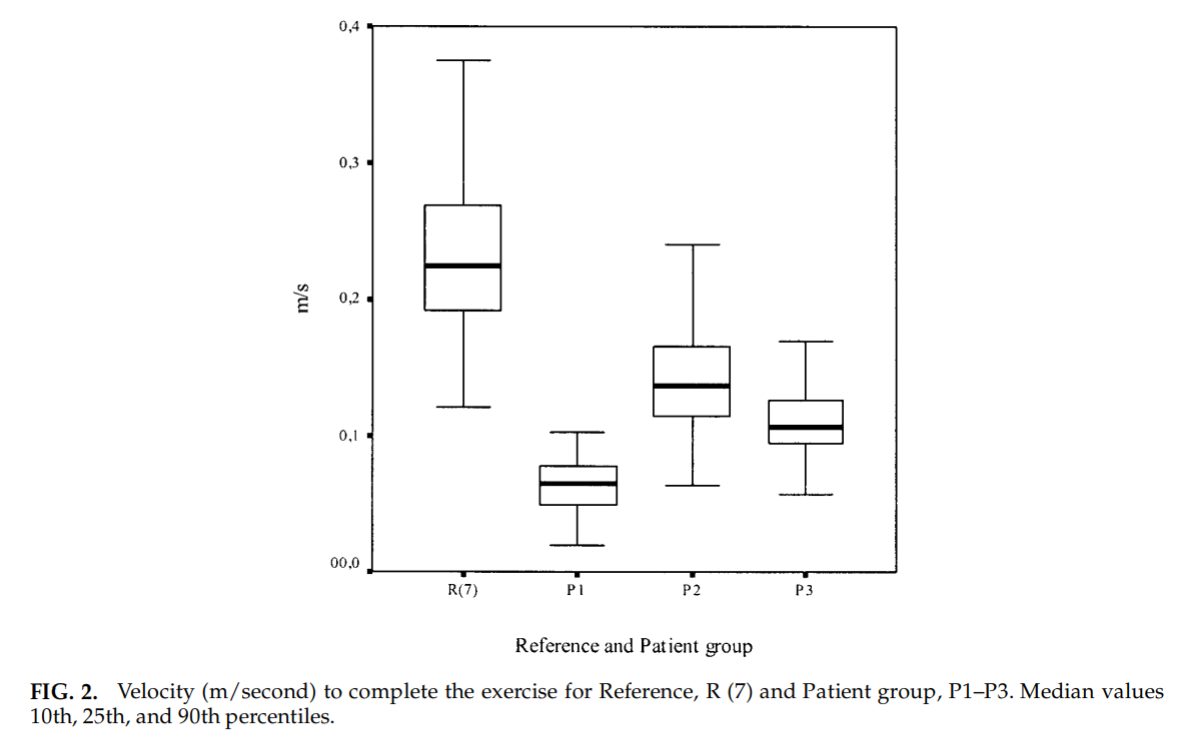 0,4
0,3
m/s
0,2
0,1
00,0
R(7) P1 P2 P3
Reference and Patient group
FIG. 2. Velocity (m/second) to complete the exercise for Reference, R (7) and Patient group, P1–P3. Median values
10th, 25th, and 90th percentiles.